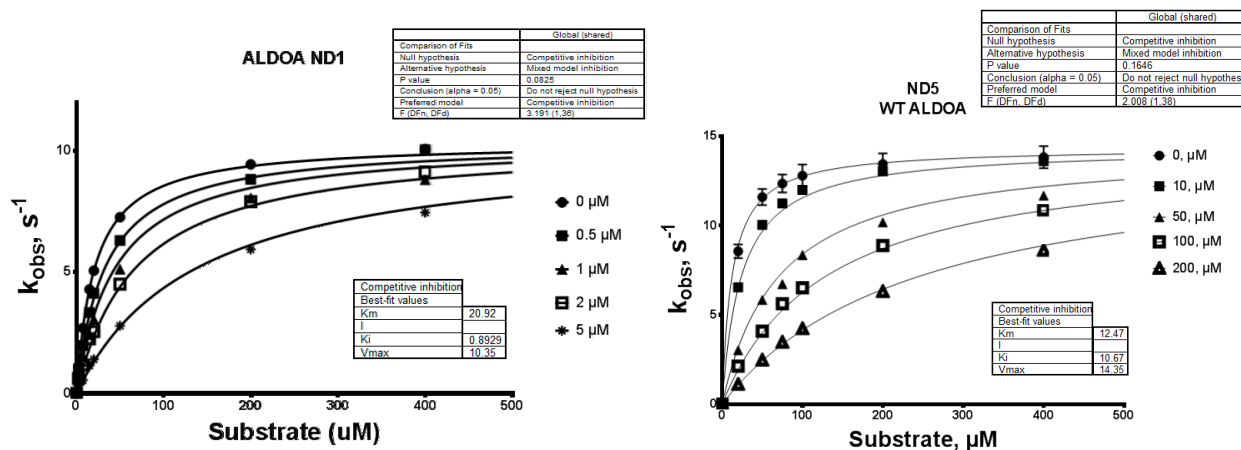 ALDOA ND1
Global (shared)
Comparison of Fits
Null hypothesis Competitive inhibition
Alternative hypothesis Mixed model inhibition
P value 0.0825
Conclusion (alpha = 0.05) Do not reject null hypothesis
Preferred model Competitive inhibition
F (DFn, DFd) 3.191 (1,36)
10
5
0
k_obs, s^-1
0 100 200 300 400 500
Substrate (uM)
0 µM
0.5 µM
1 µM
2 µM
5 µM
Competitive inhibition
Best-fit values
Km 20.92
I
Ki 0.8929
Vmax 10.35
Global (shared)
Comparison of Fits
Null hypothesis Competitive inhibition
Alternative hypothesis Mixed model inhibition
P value 0.1646
Conclusion (alpha = 0.05) Do not reject null hypothes
Preferred model Competitive inhibition
F (DFn, DFd) 2.008 (1,38)
ND5
WT ALDOA
15
10
5
0
k_obs, s^-1
0 100 200 300 400 500
Substrate, µM
0, µM
10, µM
50, µM
100, µM
200, µM
Competitive inhibition
Best-fit values
Km 12.47
I
Ki 10.67
Vmax 14.35